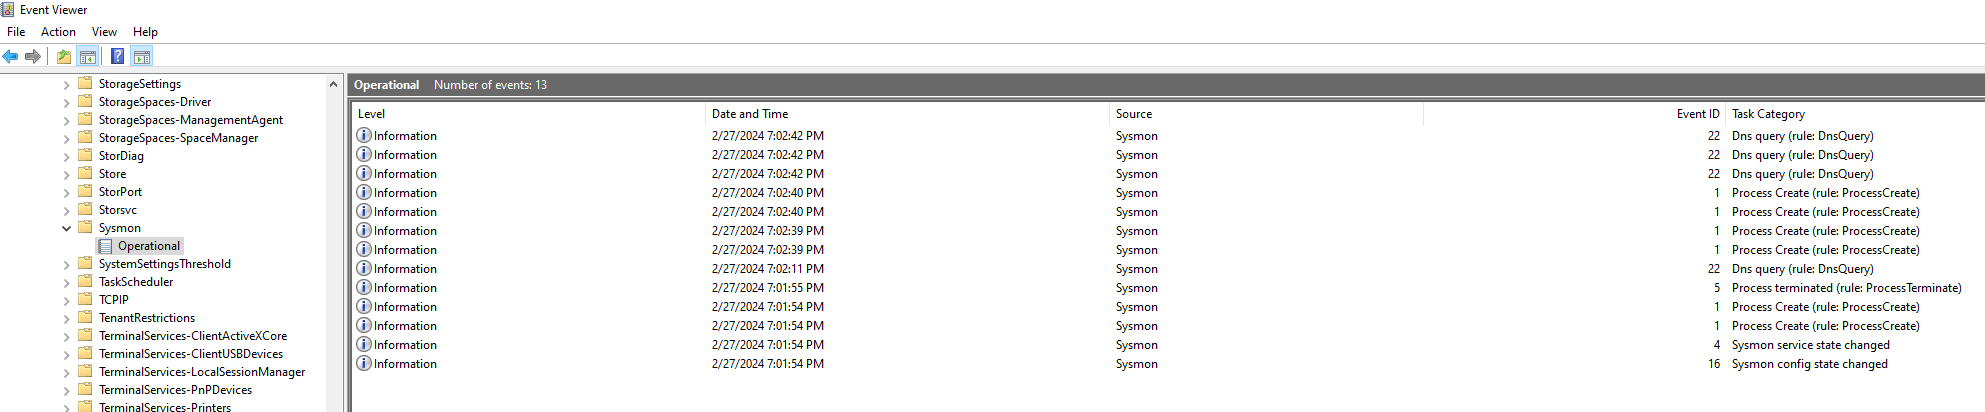 Event Viewer
File Action View Help
StorageSettings
StorageSpaces-Driver
StorageSpaces-ManagementAgent
StorageSpaces-SpaceManager
StorDiag
Store
StorPort
Storsvc
Sysmon
Operational
SystemSettingsThreshold
TaskScheduler
TCPIP
TenantRestrictions
TerminalServices-ClientActiveXCore
TerminalServices-ClientUSBDevices
TerminalServices-LocalSessionManager
TerminalServices-PnPDevices
TerminalServices-Printers
Operational Number of events: 13
Level Date and Time Source Event ID Task Category
Information 2/27/2024 7:02:42 PM Sysmon 22 Dns query (rule: DnsQuery)
Information 2/27/2024 7:02:42 PM Sysmon 22 Dns query (rule: DnsQuery)
Information 2/27/2024 7:02:42 PM Sysmon 22 Dns query (rule: DnsQuery)
Information 2/27/2024 7:02:40 PM Sysmon 1 Process Create (rule: ProcessCreate)
Information 2/27/2024 7:02:40 PM Sysmon 1 Process Create (rule: ProcessCreate)
Information 2/27/2024 7:02:39 PM Sysmon 1 Process Create (rule: ProcessCreate)
Information 2/27/2024 7:02:39 PM Sysmon 1 Process Create (rule: ProcessCreate)
Information 2/27/2024 7:02:11 PM Sysmon 22 Dns query (rule: DnsQuery)
Information 2/27/2024 7:01:55 PM Sysmon 5 Process terminated (rule: ProcessTerminate)
Information 2/27/2024 7:01:54 PM Sysmon 1 Process Create (rule: ProcessCreate)
Information 2/27/2024 7:01:54 PM Sysmon 1 Process Create (rule: ProcessCreate)
Information 2/27/2024 7:01:54 PM Sysmon 4 Sysmon service state changed
Information 2/27/2024 7:01:54 PM Sysmon 16 Sysmon config state changed